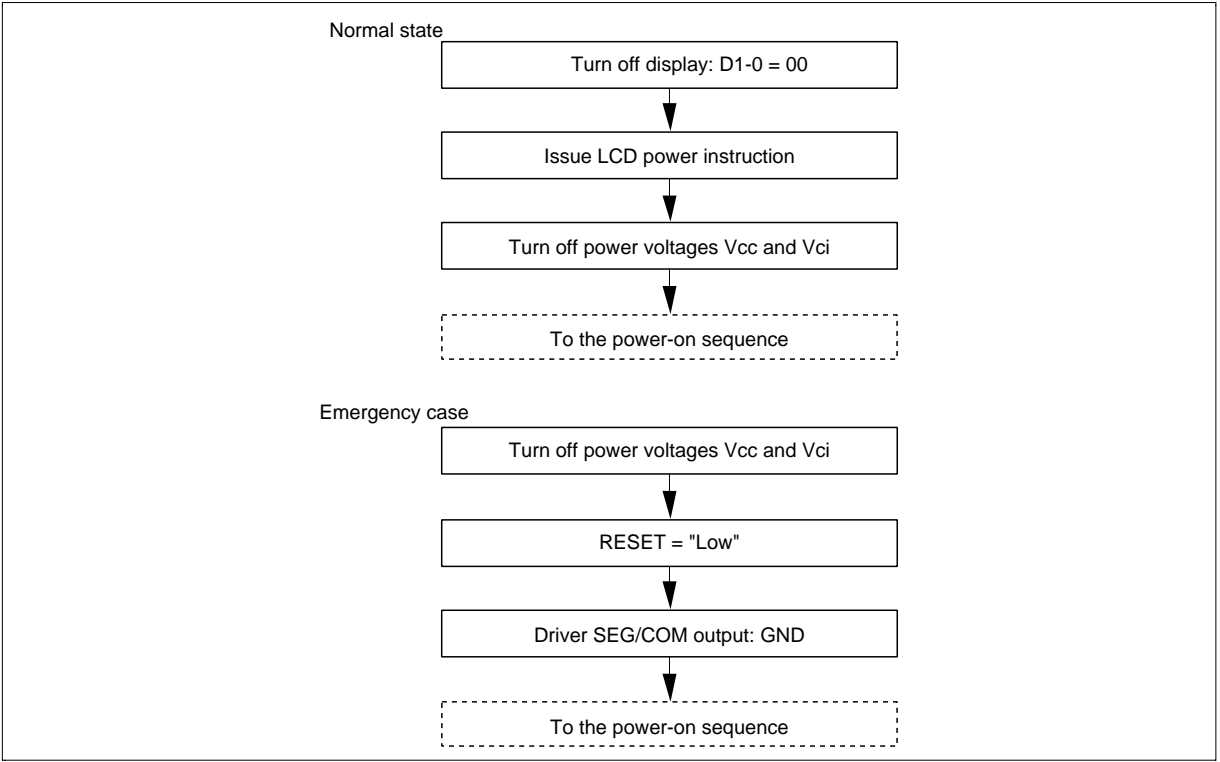 Normal state
Turn off display: D1-0 = 00
Issue LCD power instruction
Turn off power voltages Vcc and Vci
To the power-on sequence
Emergency case
Turn off power voltages Vcc and Vci
RESET = "Low"
Driver SEG/COM output: GND
To the power-on sequence